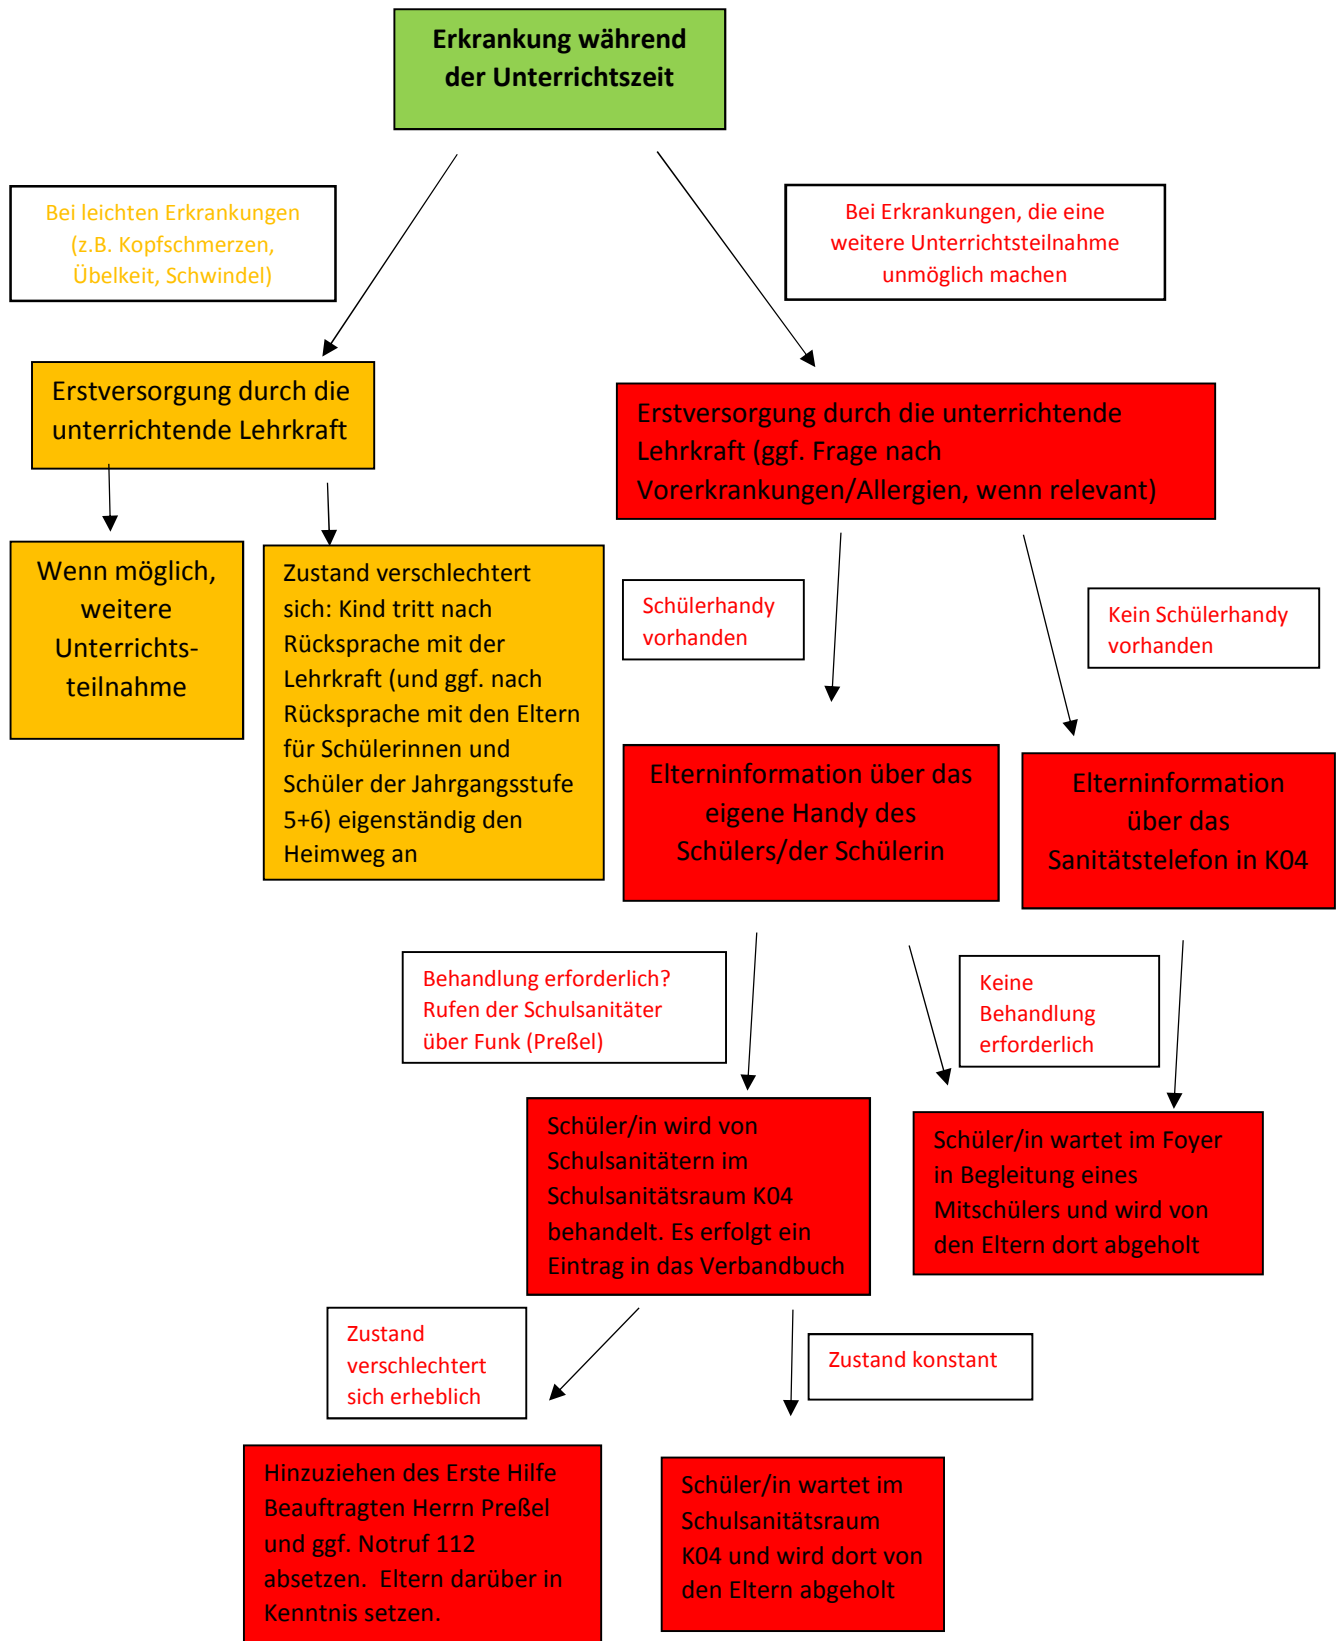 Erkrankung während
der Unterrichtszeit
Bei leichten Erkrankungen
(z.B. Kopfschmerzen,
Übelkeit, Schwindel)
Bei Erkrankungen, die eine
weitere Unterrichtsteilnahme
unmöglich machen
Erstversorgung durch die
unterrichtende Lehrkraft
Erstversorgung durch die unterrichtende
Lehrkraft (ggf. Frage nach
Vorerkrankungen/Allergien, wenn relevant)
Wenn möglich,
weitere
Unterrichts-
teilnahme
Zustand verschlechtert
sich: Kind tritt nach
Rücksprache mit der
Lehrkraft (und ggf. nach
Rücksprache mit den Eltern
für Schülerinnen und
Schüler der Jahrgangsstufe
5+6) eigenständig den
Heimweg an
Schülerhandy
vorhanden
Kein Schülerhandy
vorhanden
Elterninformation über das
eigene Handy des
Schülers/der Schülerin
Elterninformation
über das
Sanitätstelefon in K04
Behandlung erforderlich?
Rufen der Schulsanitäter
über Funk (Preßel)
Keine
Behandlung
erforderlich
Schüler/in wird von
Schulsanitätern im
Schulsanitätsraum K04
behandelt. Es erfolgt ein
Eintrag in das Verbandbuch
Schüler/in wartet im Foyer
in Begleitung eines
Mitschülers und wird von
den Eltern dort abgeholt
Zustand
verschlechtert
sich erheblich
Zustand konstant
Hinzuziehen des Erste Hilfe
Beauftragten Herrn Preßel
und ggf. Notruf 112
absetzen.  Eltern darüber in
Kenntnis setzen.
Schüler/in wartet im
Schulsanitätsraum
K04 und wird dort von
den Eltern abgeholt